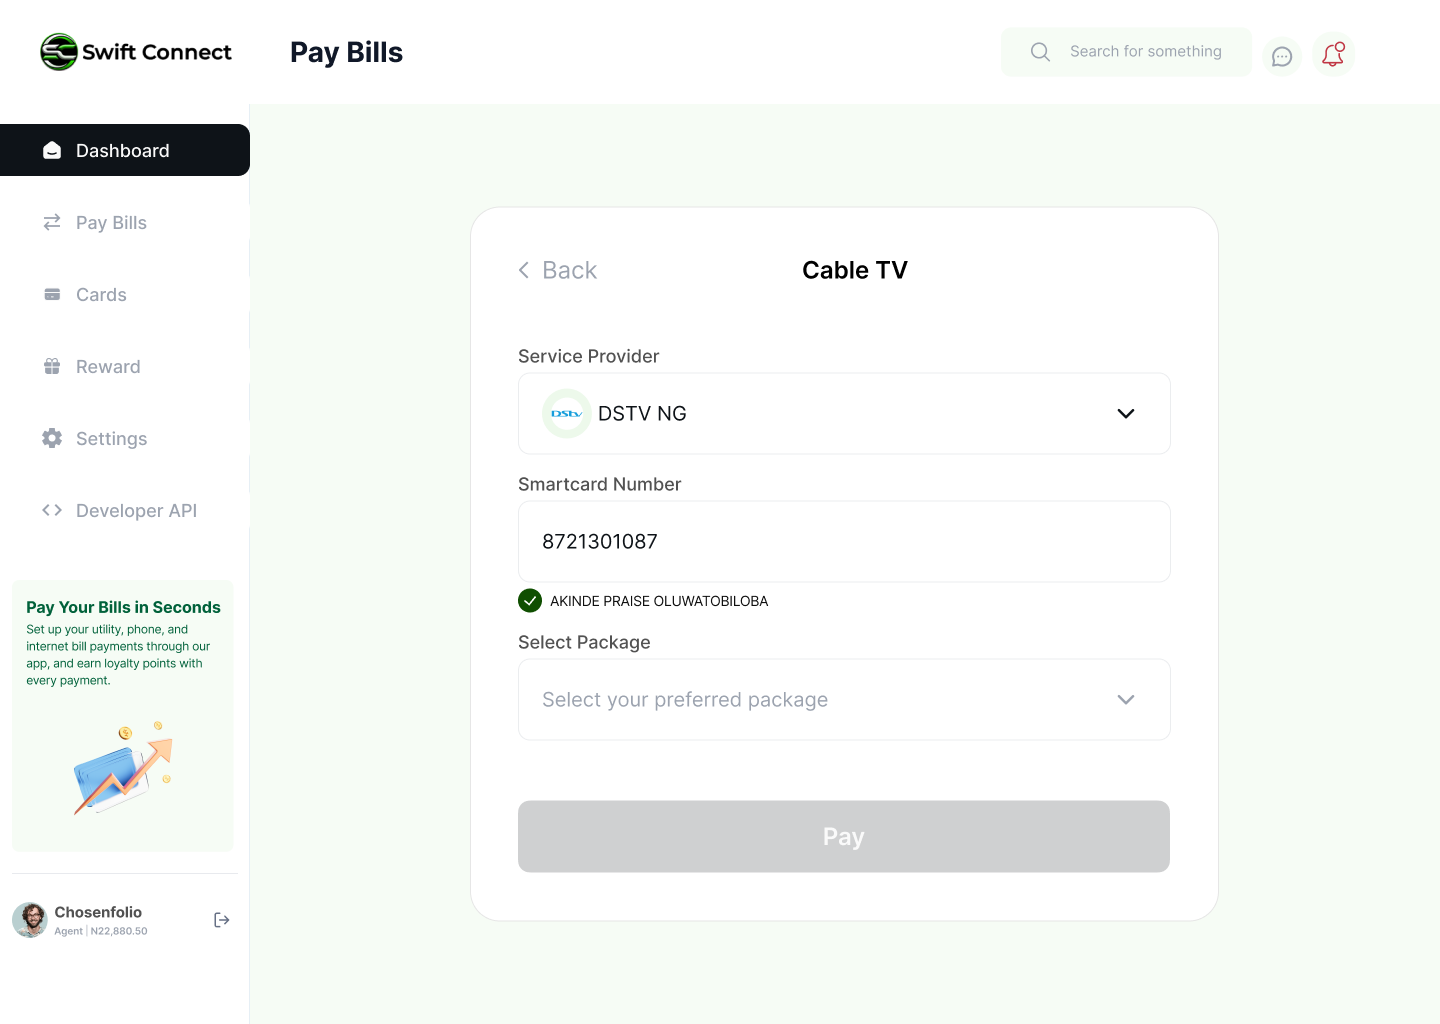 Swift Connect
Pay Bills
Search for something
Dashboard
Pay Bills
Cards
Reward
Settings
Developer API
Pay Your Bills in Seconds
Set up your utility, phone, and
internet bill payments through our
app, and earn loyalty points with
every payment.
Chosenfolio
Agent | N22,880.50
Back
Cable TV
Service Provider
DStv DSTV NG
Smartcard Number
8721301087
AKINDE PRAISE OLUWATOBILOBA
Select Package
Select your preferred package
Pay